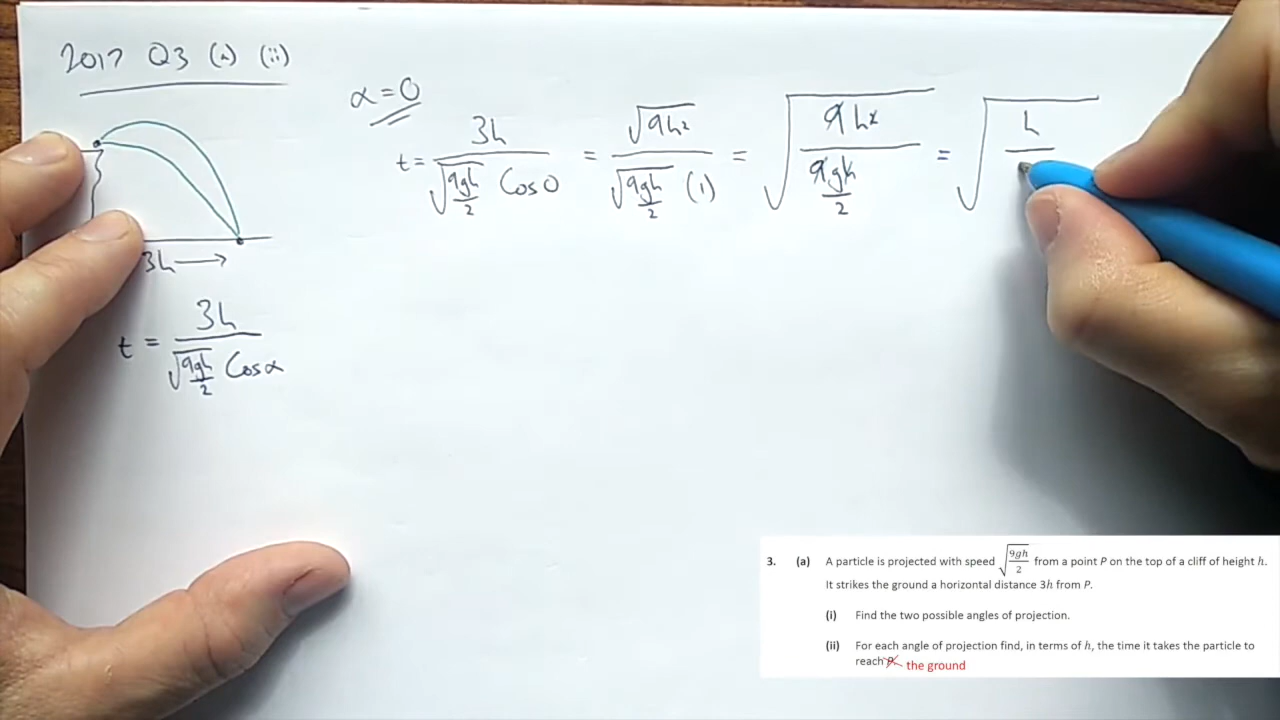 2017 Q3 (a) (ii)
α = 0
t = 3h / √(9gh/2) Cos0 = √9h² / √(9gh/2) (1) = √(9h² / (9gh/2)) = √(h /
3h →
t = 3h / √(9gh/2) Cosα
3. (a) A particle is projected with speed √(9gh/2) from a point P on the top of a cliff of height h.
It strikes the ground a horizontal distance 3h from P.
(i) Find the two possible angles of projection.
(ii) For each angle of projection find, in terms of h, the time it takes the particle to
reach the ground